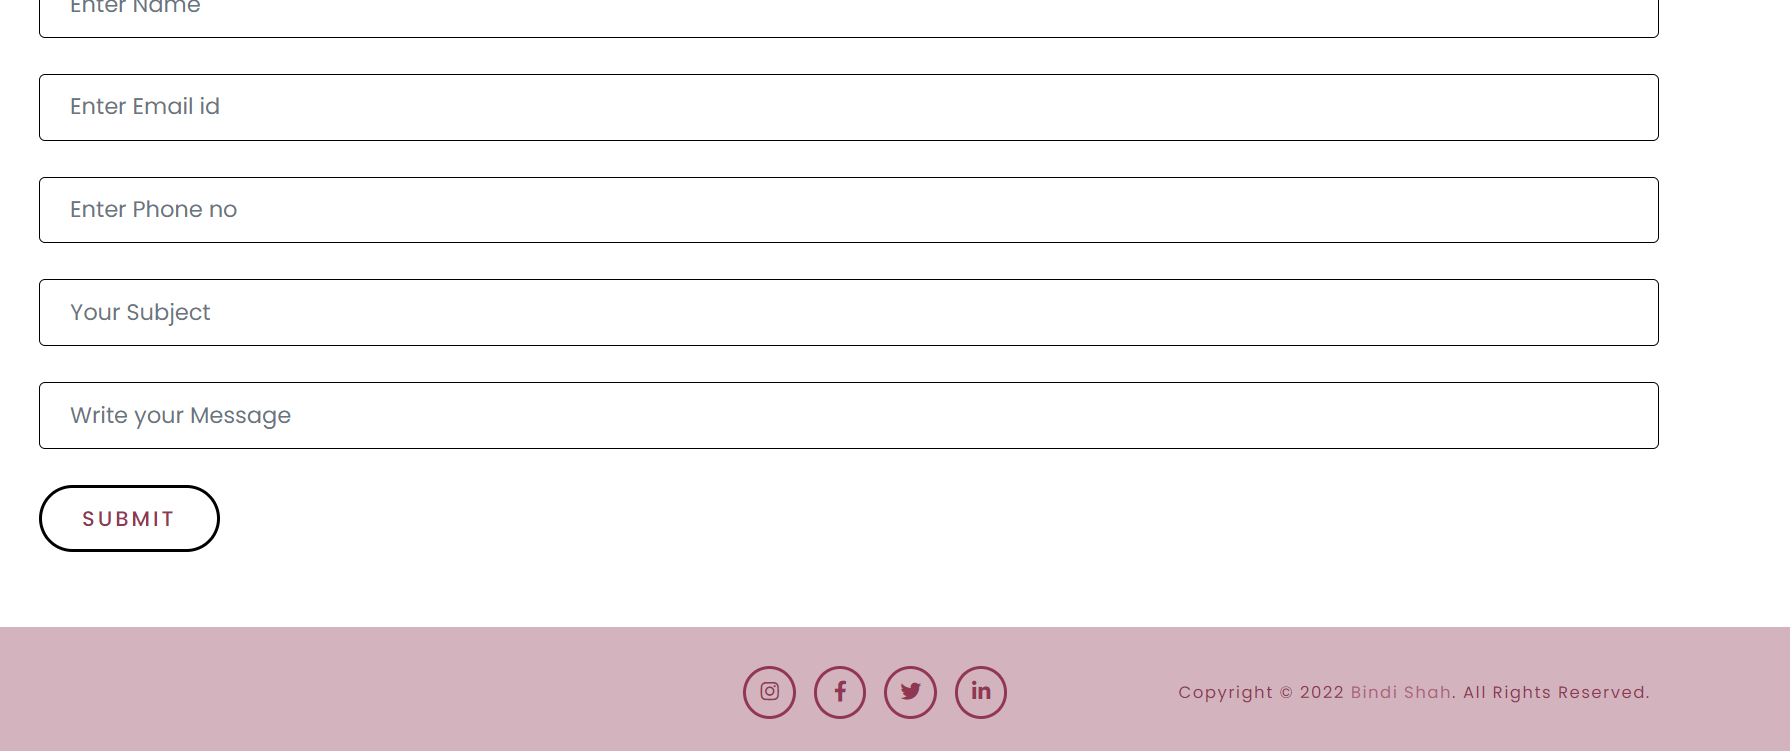 Enter Name
Enter Email id
Enter Phone no
Your Subject
Write your Message
SUBMIT
Copyright © 2022 Bindi Shah. All Rights Reserved.